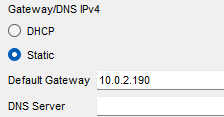 Gateway/DNS IPv4
DHCP
Static
Default Gateway 10.0.2.190
DNS Server